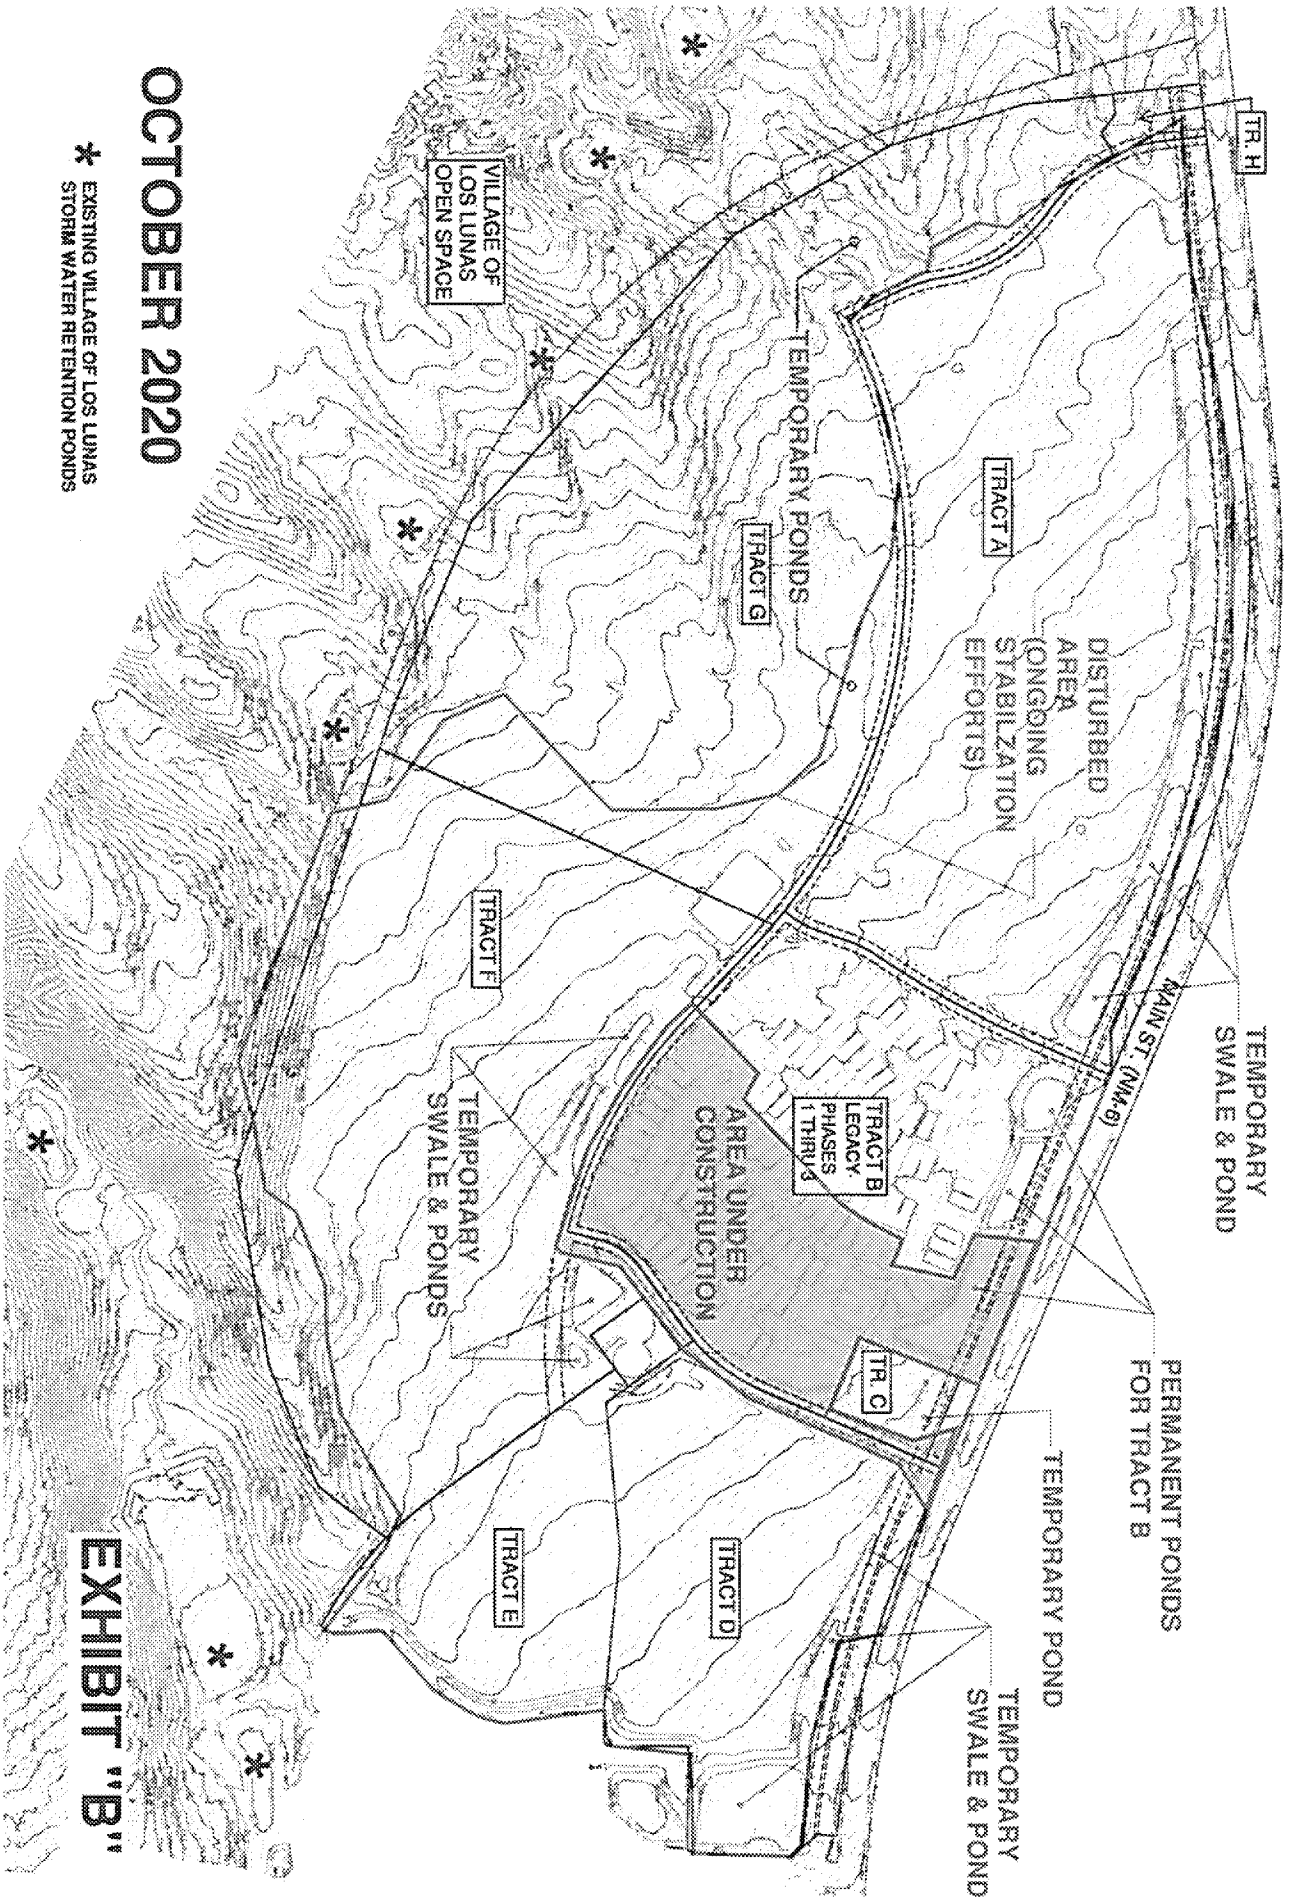 TR. H
MAIN ST. (NM-6)
TEMPORARY
SWALE & POND
PERMANENT PONDS
FOR TRACT B
TEMPORARY POND
TEMPORARY
SWALE & POND
TRACT A
DISTURBED
AREA
(ONGOING
STABILZATION
EFFORTS)
TRACT B
LEGACY
PHASES
1 THRU 3
TR. C
TEMPORARY PONDS
TRACT G
AREA UNDER
CONSTRUCTION
TRACT D
VILLAGE OF
LOS LUNAS
OPEN SPACE
TRACT F
TEMPORARY
SWALE & PONDS
TRACT E
OCTOBER 2020
* EXISTING VILLAGE OF LOS LUNAS
STORM WATER RETENTION PONDS
EXHIBIT "B"